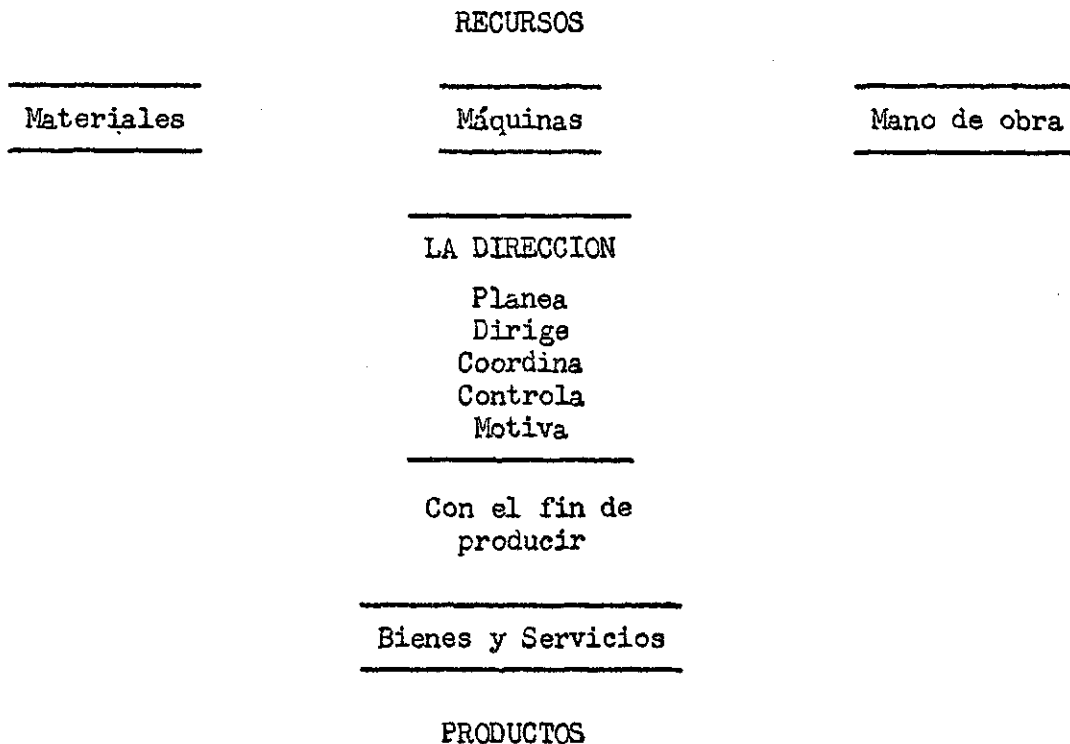 RECURSOS
Materiales Máquinas Mano de obra
LA DIRECCION
Planea
Dirige
Coordina
Controla
Motiva
Con el fin de
producir
Bienes y Servicios
PRODUCTOS